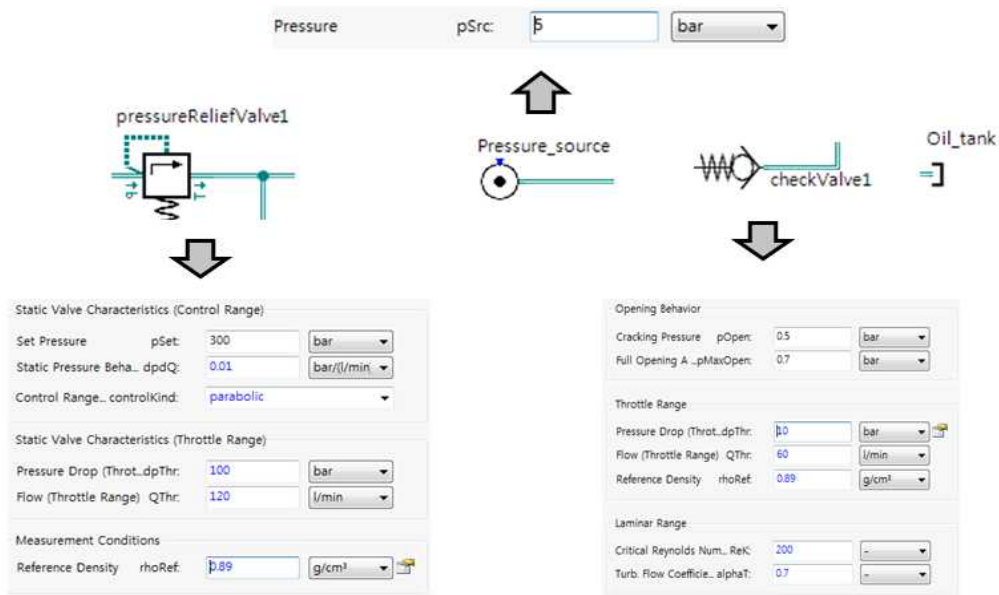 Pressure pSrc: 5 bar
pressureReliefValve1
Pressure_source
checkValve1
Oil_tank
Static Valve Characteristics (Control Range)
Set Pressure pSet: 300 bar
Static Pressure Beha... dpdQ: 0.01 bar/(l/min
Control Range... controlKind: parabolic
Static Valve Characteristics (Throttle Range)
Pressure Drop (Throt...dpThr: 100 bar
Flow (Throttle Range) QThr: 120 l/min
Measurement Conditions
Reference Density rhoRef: 0.89 g/cm³
Opening Behavior
Cracking Pressure pOpen: 0.5 bar
Full Opening A ...pMaxOpen: 0.7 bar
Throttle Range
Pressure Drop (Throt...dpThr: 10 bar
Flow (Throttle Range) QThr: 60 l/min
Reference Density rhoRef: 0.89 g/cm³
Laminar Range
Critical Reynolds Num... ReK: 200 -
Turb. Flow Coefficie... alphaT: 0.7 -